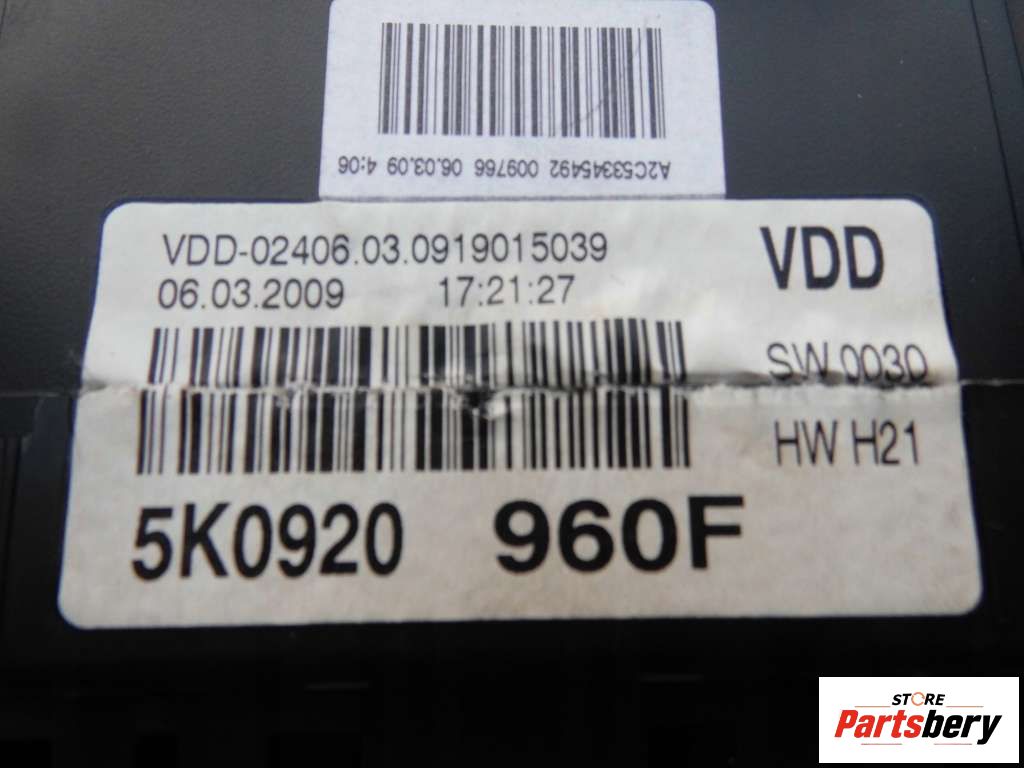 A2C53345492 009766 06.03.09 4:06
VDD-02406.03.0919015039
VDD
06.03.2009 17:21:27
SW 0030
HW H21
5K0920 960F
STORE
Partsbery